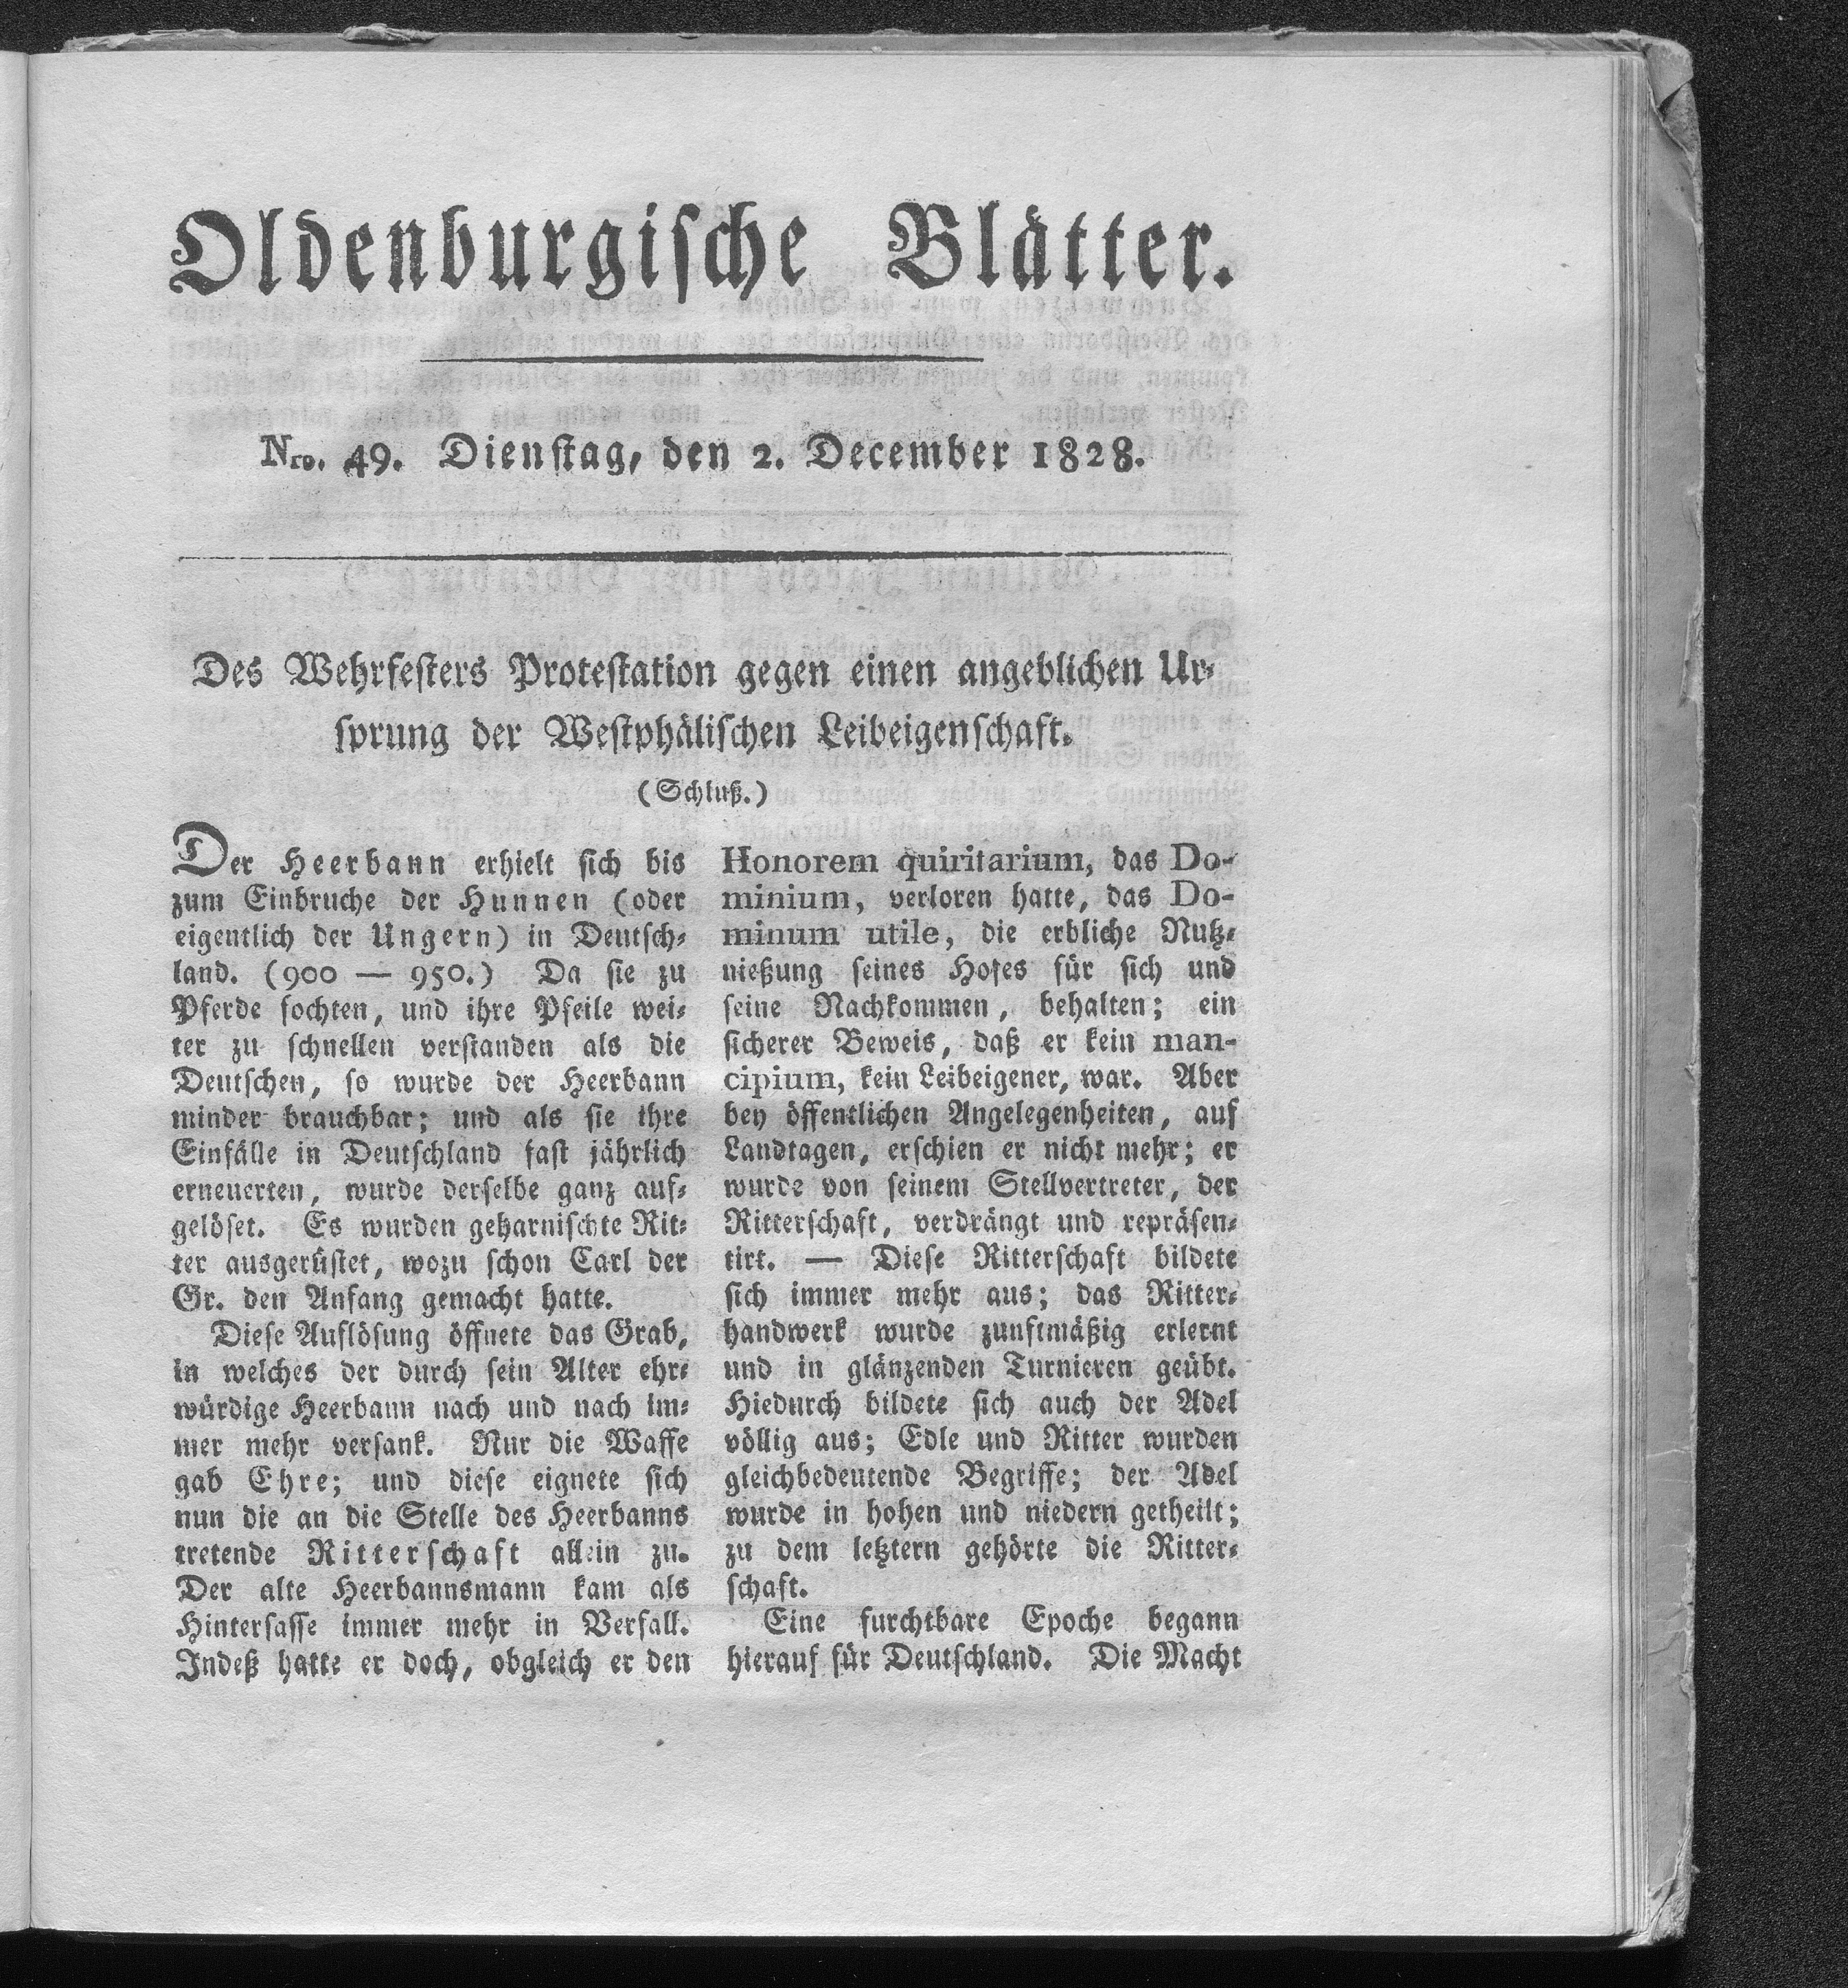 Oldenburgische Blätter.
Nro. 49. Dienstag, den 2. December 1828.
Des Wehrfesters Protestation gegen einen angeblichen Ur-
sprung der Westphälischen Leibeigenschaft.
(Schluß.)
Der Heerbann erhielt sich bis
zum Einbruche der Hunnen (oder
eigentlich der Ungern) in Deutsch-
land. (900 — 950.) Da sie zu
Pferde fochten, und ihre Pfeile wei-
ter zu schnellen verstanden als die
Deutschen, so wurde der Heerbann
minder brauchbar; und als sie ihre
Einfälle in Deutschland fast jährlich
erneuerten, wurde derselbe ganz auf-
gelöset. Es wurden geharnischte Rit-
ter ausgerüstet, wozu schon Carl der
Gr. den Anfang gemacht hatte.
Diese Auflösung öffnete das Grab,
in welches der durch sein Alter ehr-
würdige Heerbann nach und nach im-
mer mehr versank. Nur die Waffe
gab Ehre; und diese eignete sich
nun die an die Stelle des Heerbanns
tretende Ritterschaft allein zu.
Der alte Heerbannsmann kam als
Hintersasse immer mehr in Verfall.
Indeß hatte er doch, obgleich er den
Honorem quiritarium, das Do-
minium, verloren hatte, das Do-
minum utile, die erbliche Nutz-
nießung seines Hofes für sich und
seine Nachkommen, behalten; ein
sicherer Beweis, daß er kein man-
cipium, kein Leibeigener, war. Aber
bey öffentlichen Angelegenheiten, auf
Landtagen, erschien er nicht mehr; er
wurde von seinem Stellvertreter, der
Ritterschaft, verdrängt und repräsen-
tirt. — Diese Ritterschaft bildete
sich immer mehr aus; das Ritter-
handwerk wurde zunftmäßig erlernt
und in glänzenden Turnieren geübt.
Hiedurch bildete sich auch der Adel
völlig aus; Edle und Ritter wurden
gleichbedeutende Begriffe; der Adel
wurde in hohen und niedern getheilt;
zu dem letztern gehörte die Ritter-
schaft.
Eine furchtbare Epoche begann
hierauf für Deutschland. Die Macht